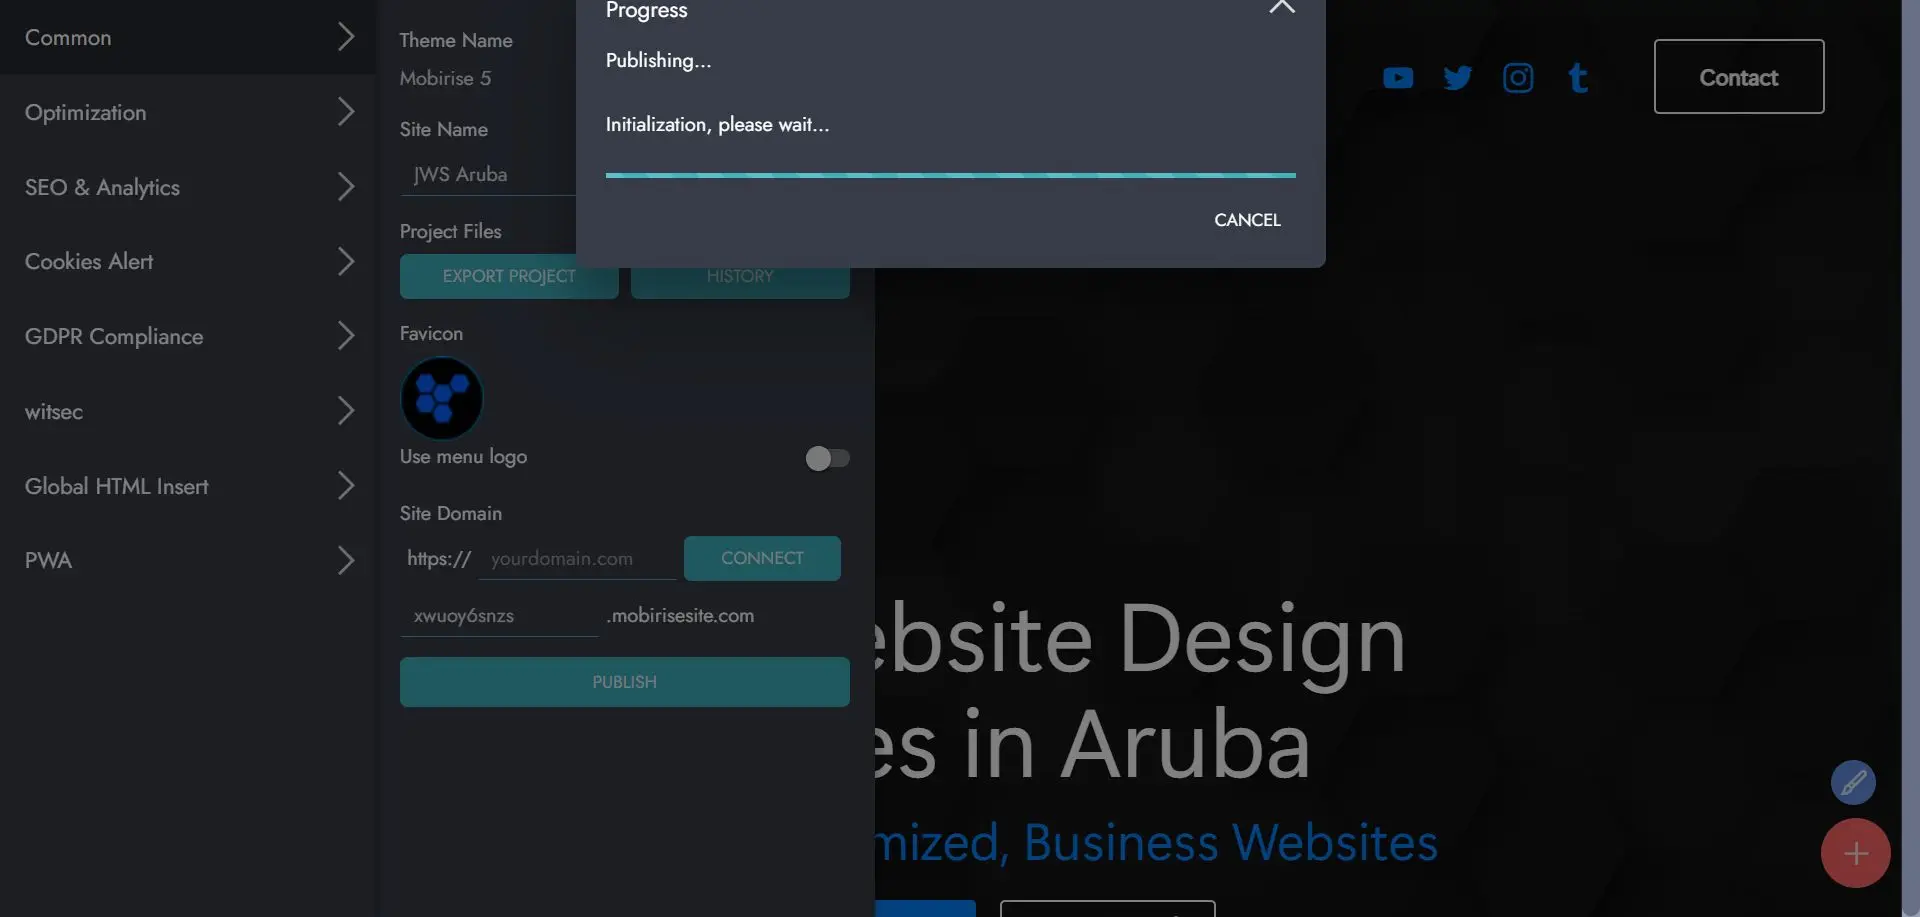 Common
Optimization
SEO & Analytics
Cookies Alert
GDPR Compliance
witsec
Global HTML Insert
PWA
Theme Name
Mobirise 5
Site Name
JWS Aruba
Project Files
EXPORT PROJECT
HISTORY
Favicon
Use menu logo
Site Domain
https://
yourdomain.com
CONNECT
xwuoy6snzs
.mobirisesite.com
PUBLISH
Progress
Publishing...
Initialization, please wait...
CANCEL
Contact
ebsite Design
es in Aruba
mized, Business Websites